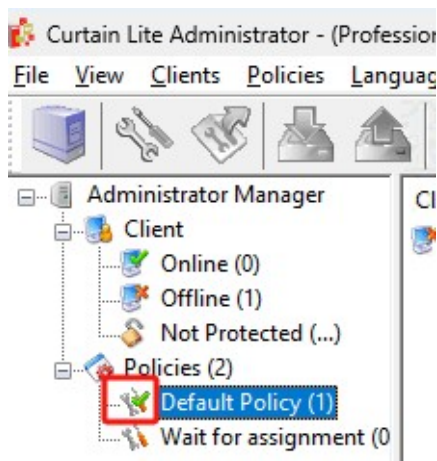 Curtain Lite Administrator - (Profession
File View Clients Policies Languag
Administrator Manager
Cl
Client
Online (0)
Offline (1)
Not Protected (...)
Policies (2)
Default Policy (1)
Wait for assignment (0